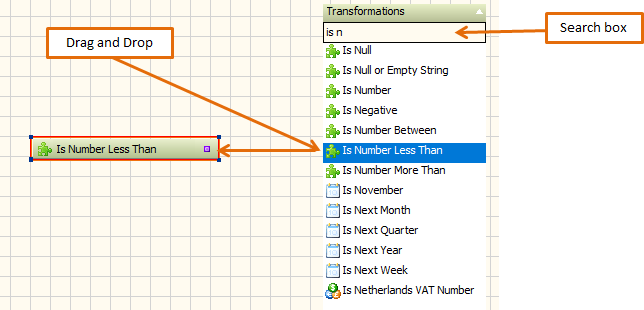 Transformations
is n
Search box
Drag and Drop
Is Null
Is Null or Empty String
Is Number
Is Negative
Is Number Between
Is Number Less Than
Is Number Less Than
Is Number More Than
Is November
Is Next Month
Is Next Quarter
Is Next Year
Is Next Week
Is Netherlands VAT Number